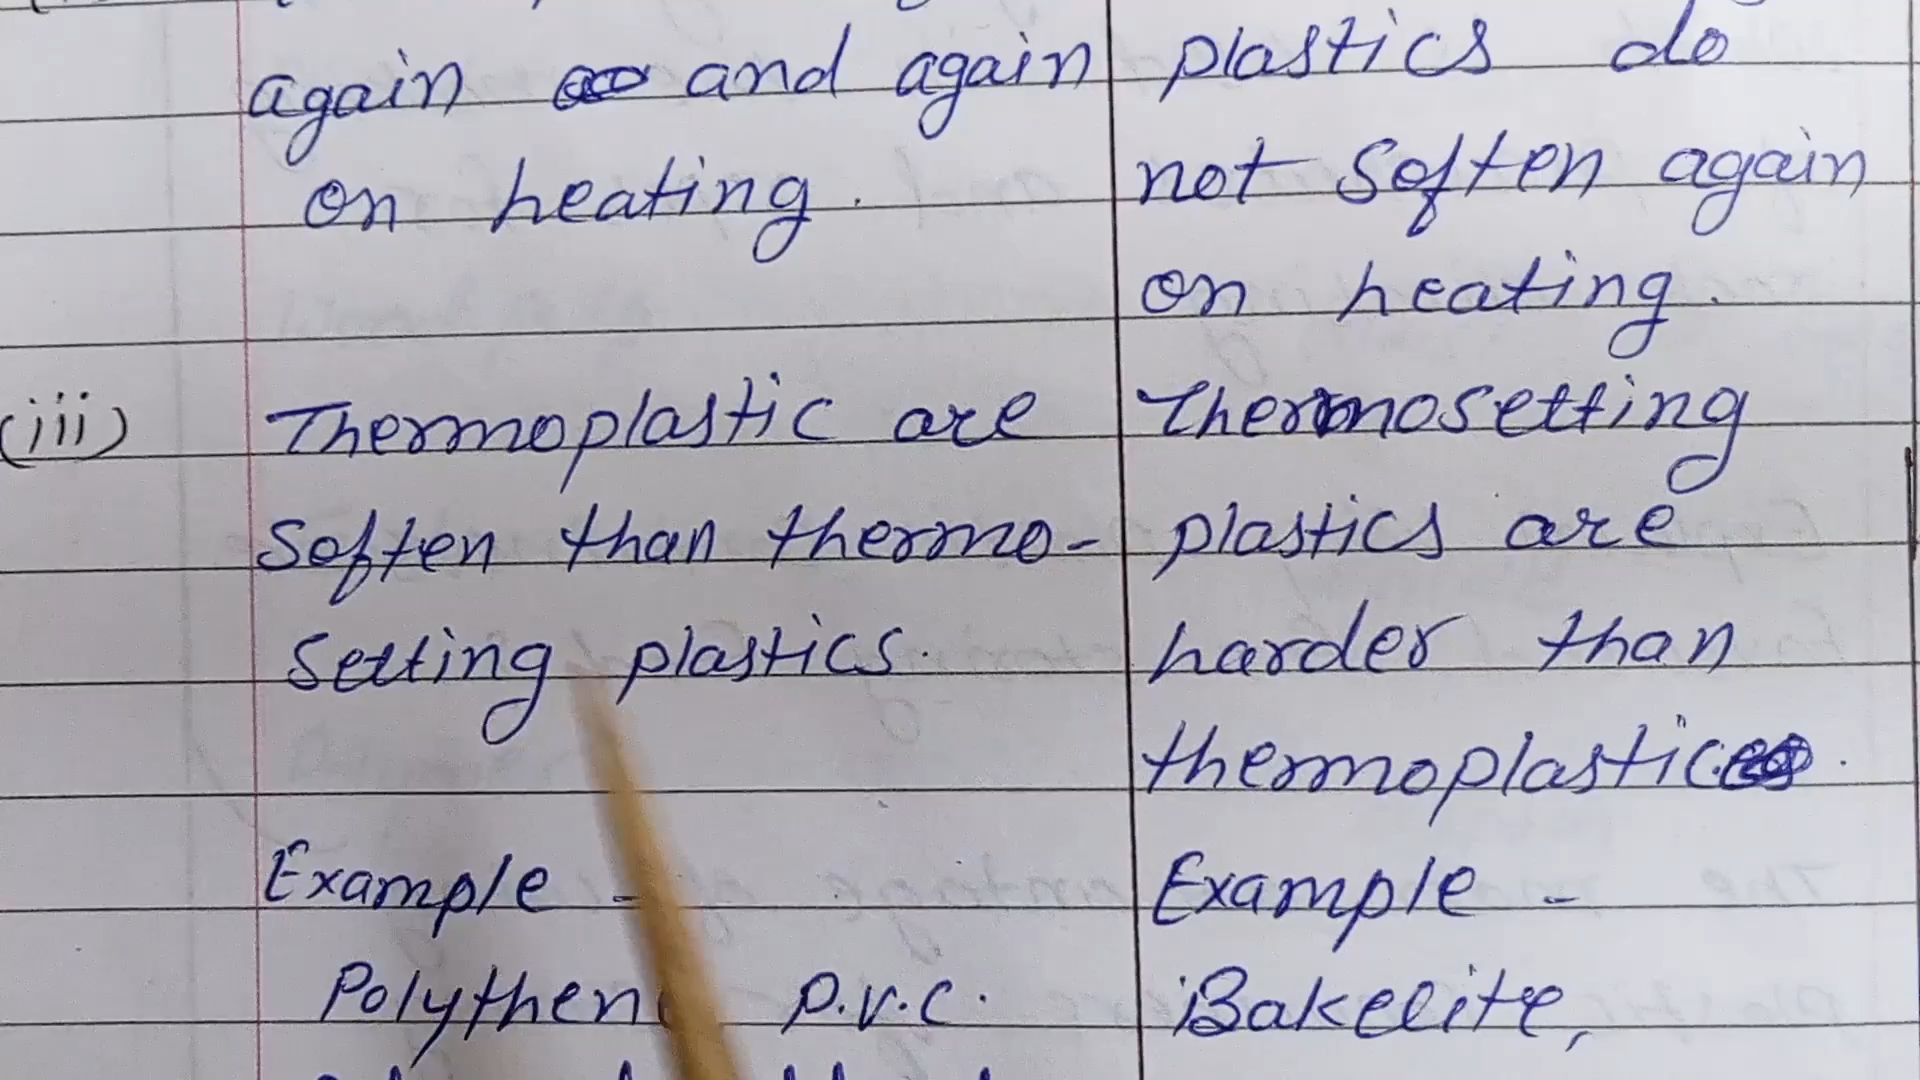 again and again
on heating.
plastics do
not Soften again
on heating.
(iii) Thermoplastic are
Soften than thermo-
Setting plastics.
Thermosetting
plastics are
harder than
thermoplastics.
Example -
Polythen P.V.C.
Example -
Bakelite,